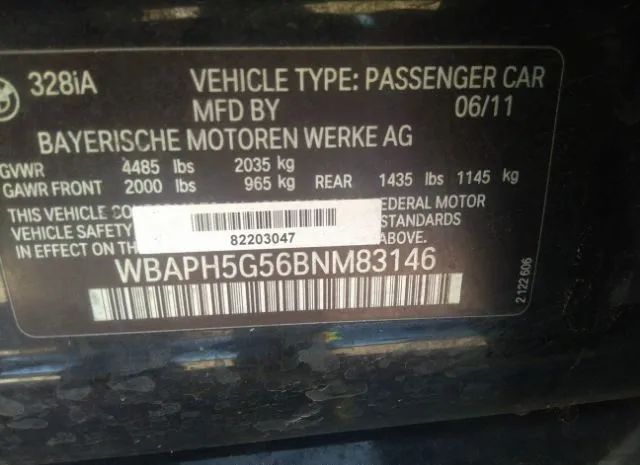 328iA VEHICLE TYPE: PASSENGER CAR
MFD BY 06/11
BAYERISCHE MOTOREN WERKE AG
GVWR 4485 lbs 2035 kg
GAWR FRONT 2000 lbs 965 kg REAR 1435 lbs 1145 kg
THIS VEHICLE CO FEDERAL MOTOR
VEHICLE SAFETY STANDARDS
IN EFFECT ON TH ABOVE.
82203047
WBAPH5G56BNM83146
2 122 606